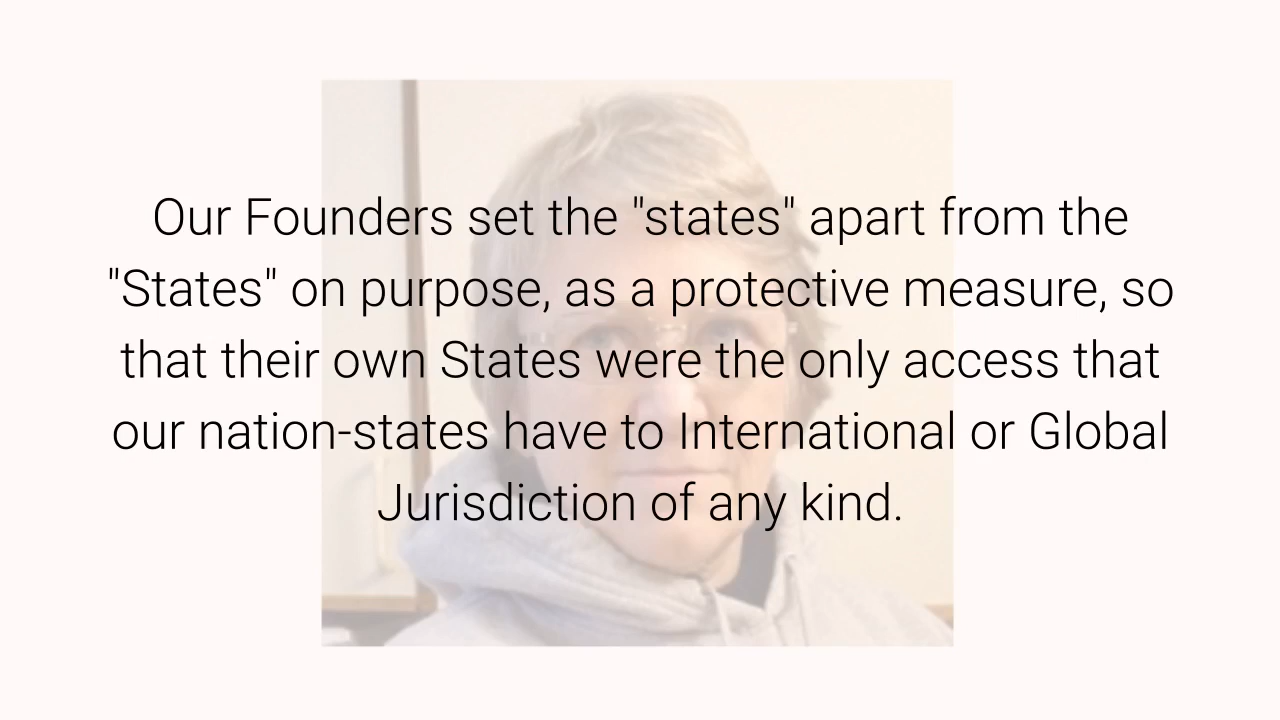 Our Founders set the "states" apart from the
"States" on purpose, as a protective measure, so
that their own States were the only access that
our nation-states have to International or Global
Jurisdiction of any kind.